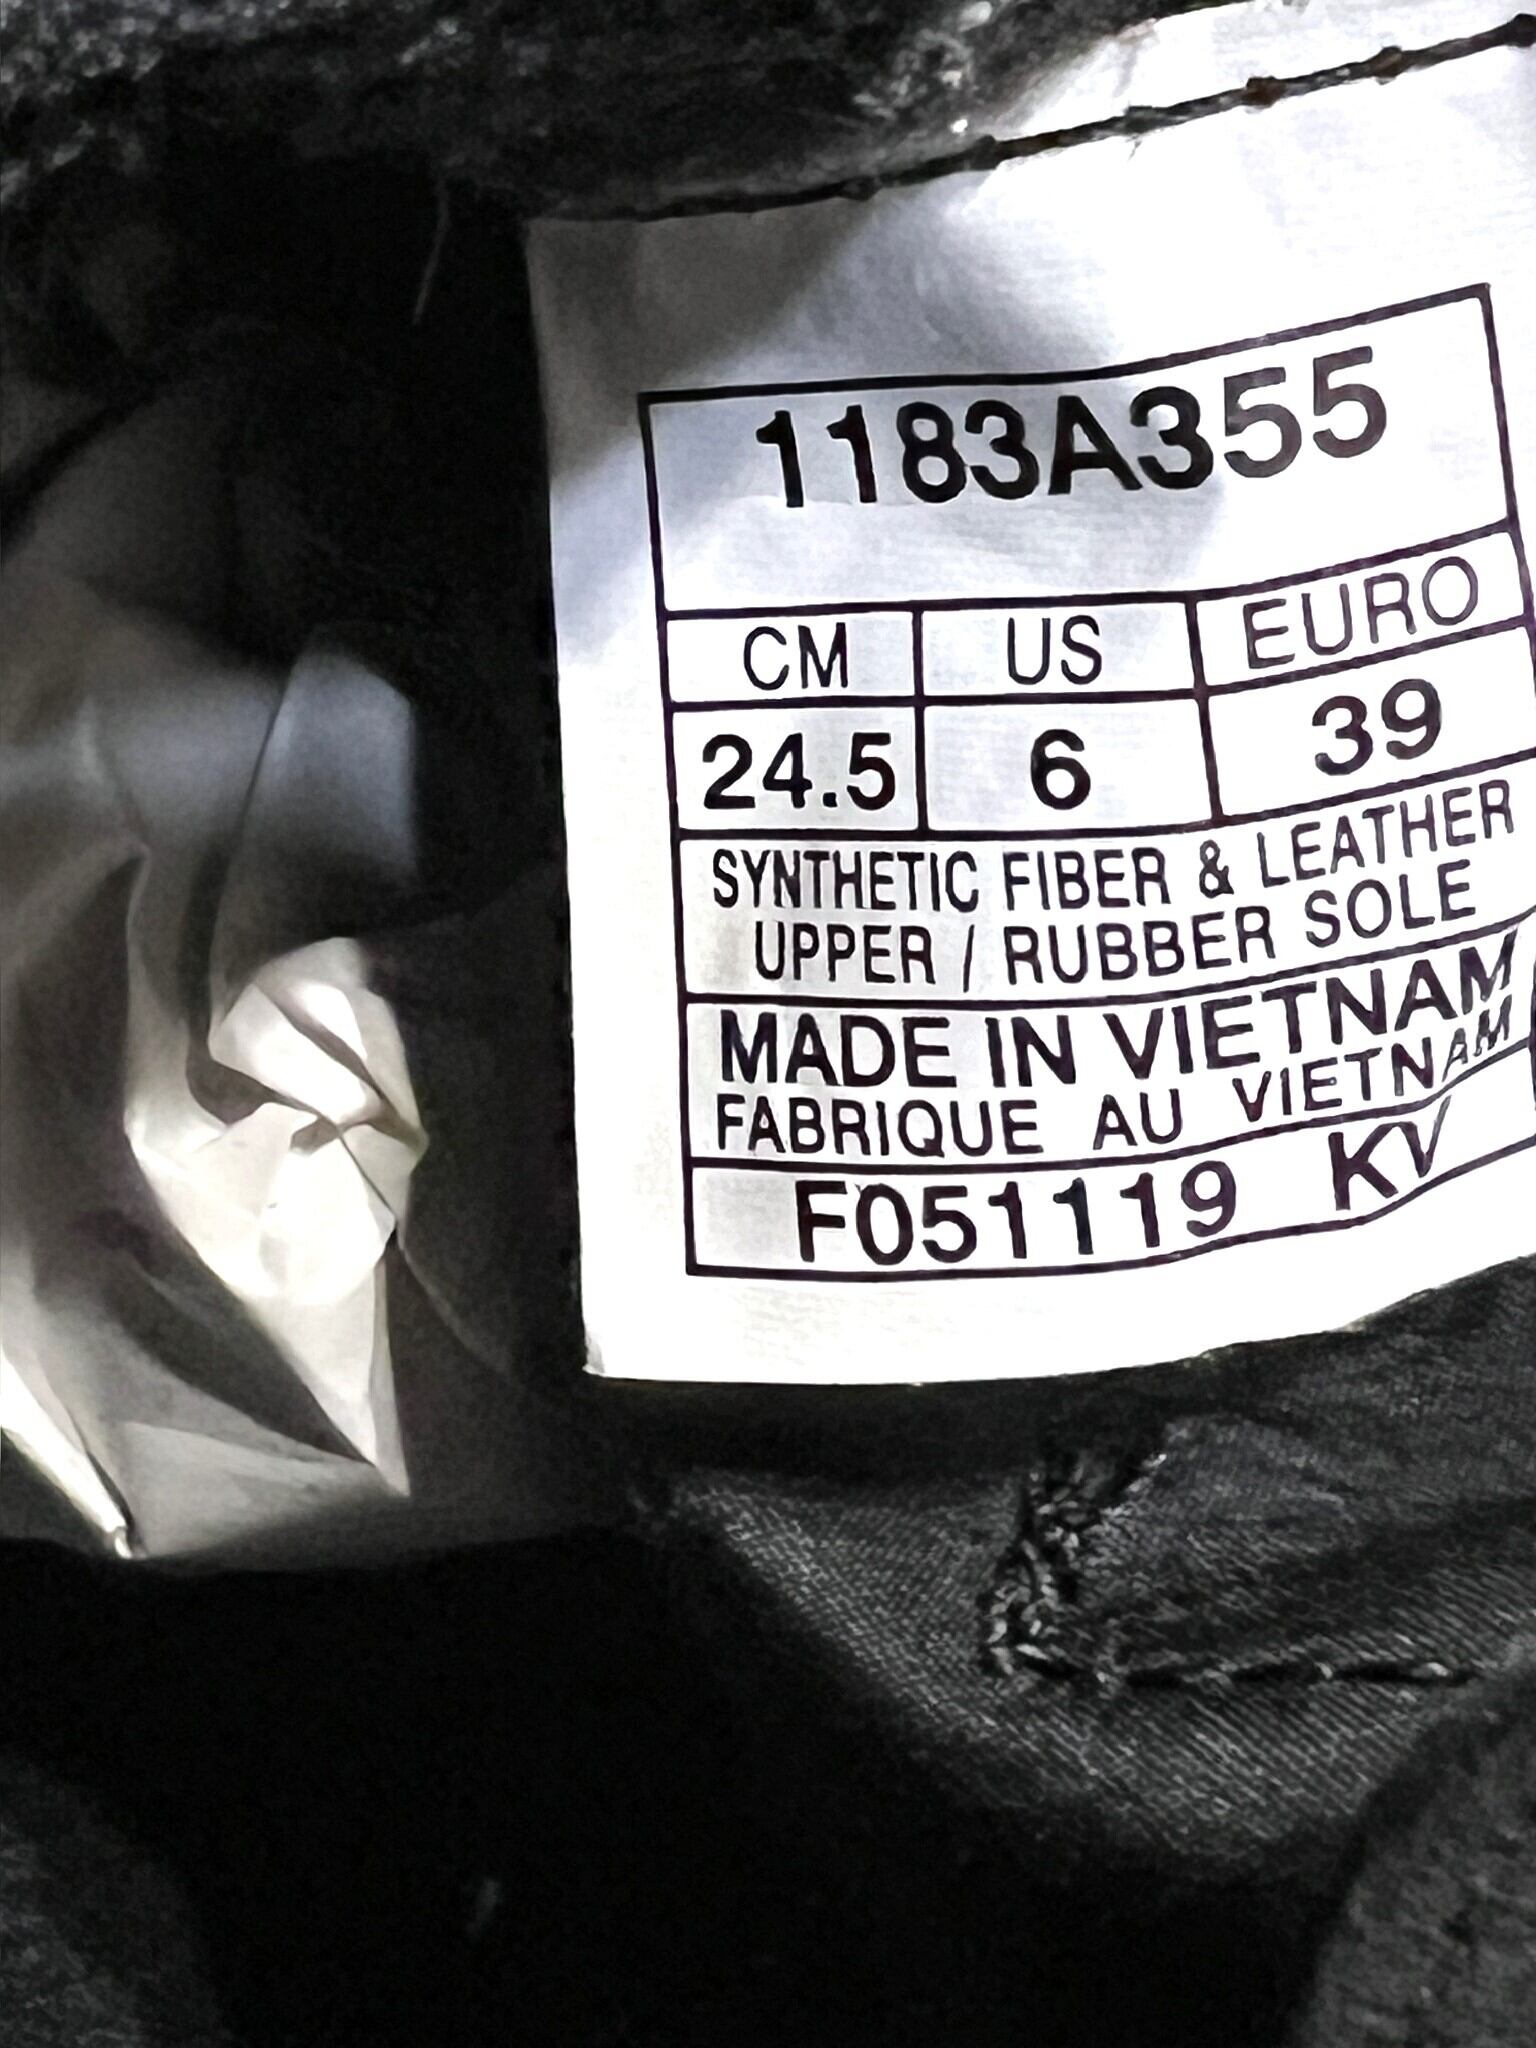 1183A355
CM US EURO
24.5 6 39
SYNTHETIC FIBER & LEATHER
UPPER / RUBBER SOLE
MADE IN VIETNAM
FABRIQUE AU VIETNAM
F051119 KV